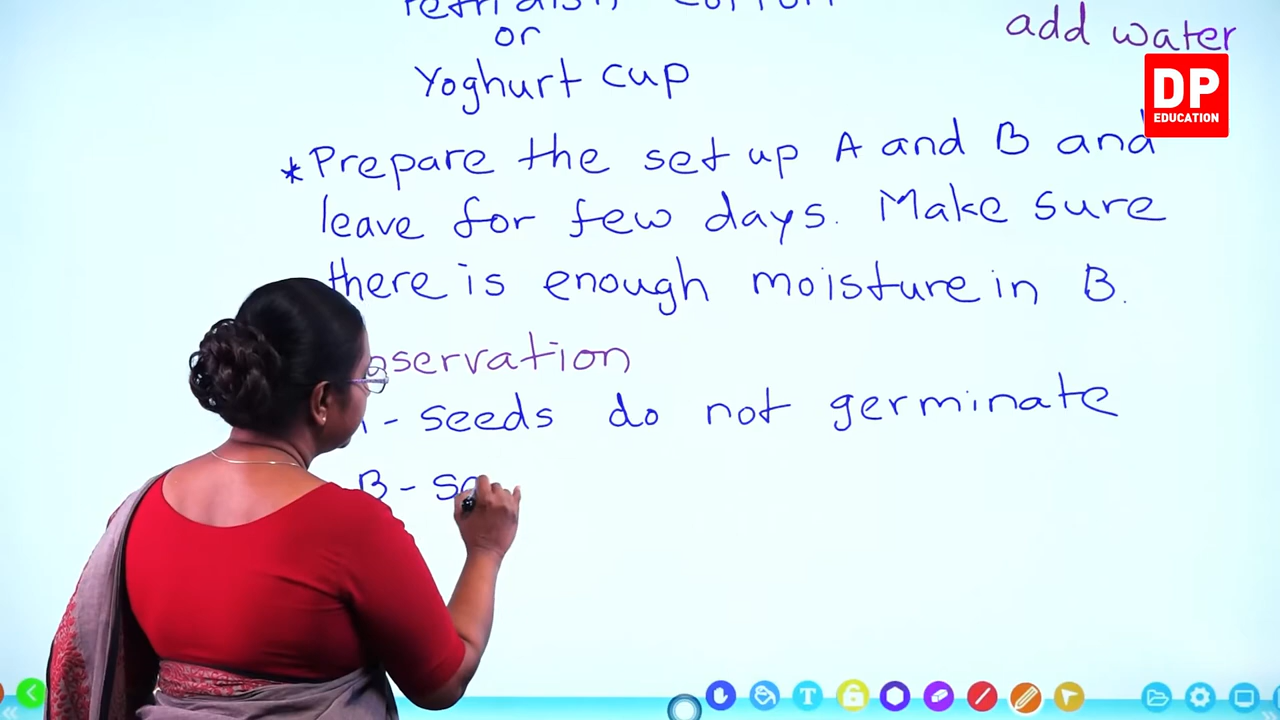 or
add water
Yoghurt cup
DP
EDUCATION
* Prepare the set up A and B and
leave for few days. Make sure
there is enough moisture in B.
servation
- seeds do not germinate
B - s
T